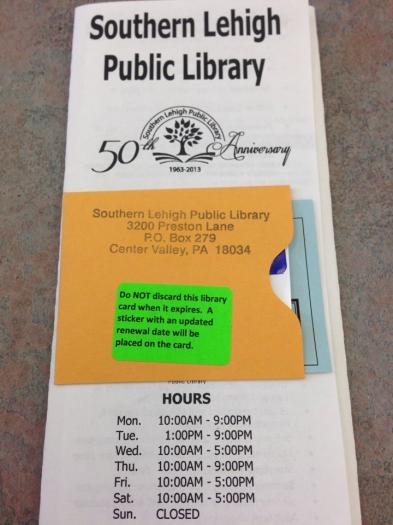 Southern Lehigh
Public Library
Southern Lehigh Public Library
50th Anniversary
1963-2013
Southern Lehigh Public Library
3200 Preston Lane
P.O. Box 279
Center Valley, PA 18034
Do NOT discard this library
card when it expires. A
sticker with an updated
renewal date will be
placed on the card.
Public Library
HOURS
Mon. 10:00AM - 9:00PM
Tue. 1:00PM - 9:00PM
Wed. 10:00AM - 5:00PM
Thu. 10:00AM - 9:00PM
Fri. 10:00AM - 5:00PM
Sat. 10:00AM - 5:00PM
Sun. CLOSED